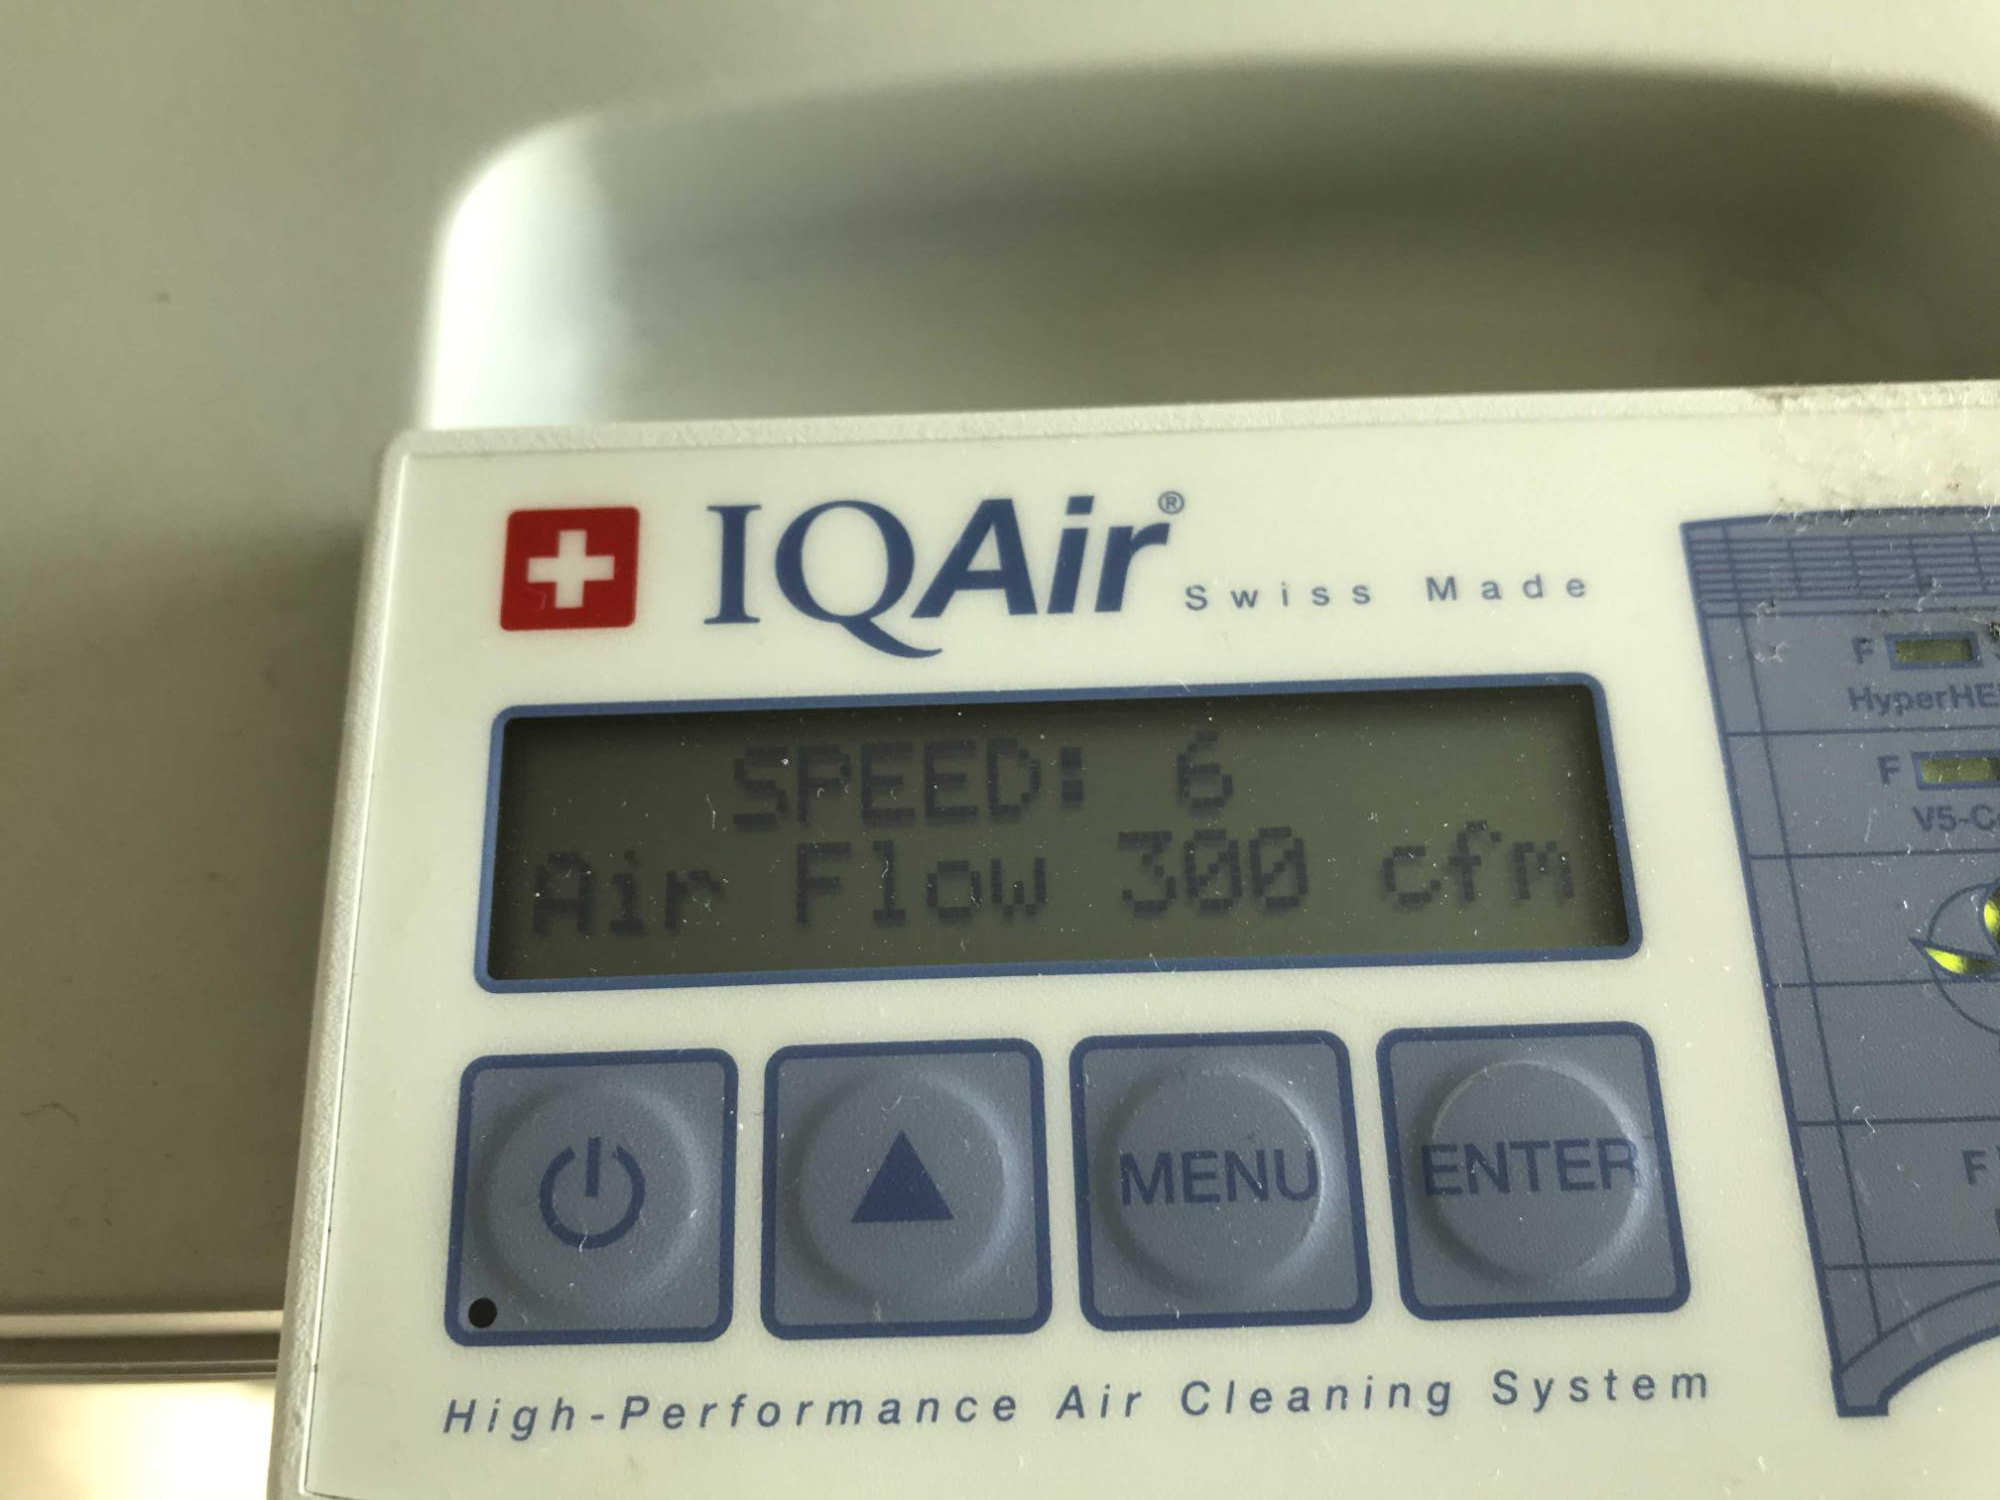 IQAir®
Swiss Made
SPEED: 6
Air Flow 300 cfm
MENU
ENTER
High-Performance Air Cleaning System
F
F
F